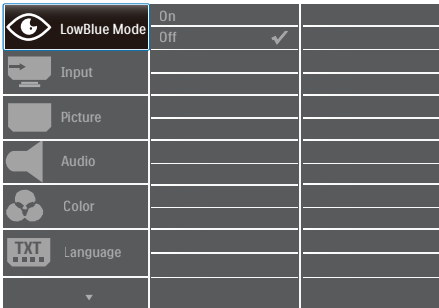 LowBlue Mode
On
Off
Input
Picture
Audio
Color
TXT
Language